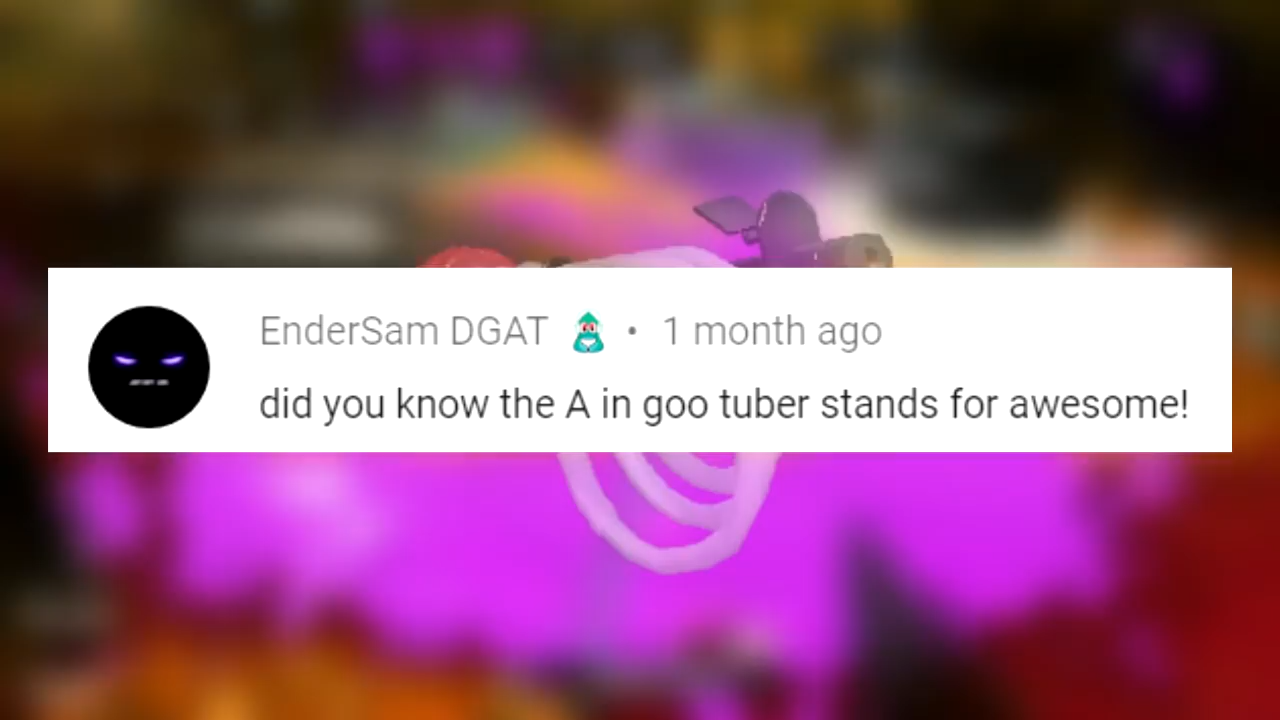 EnderSam DGAT • 1 month ago
did you know the A in goo tuber stands for awesome!